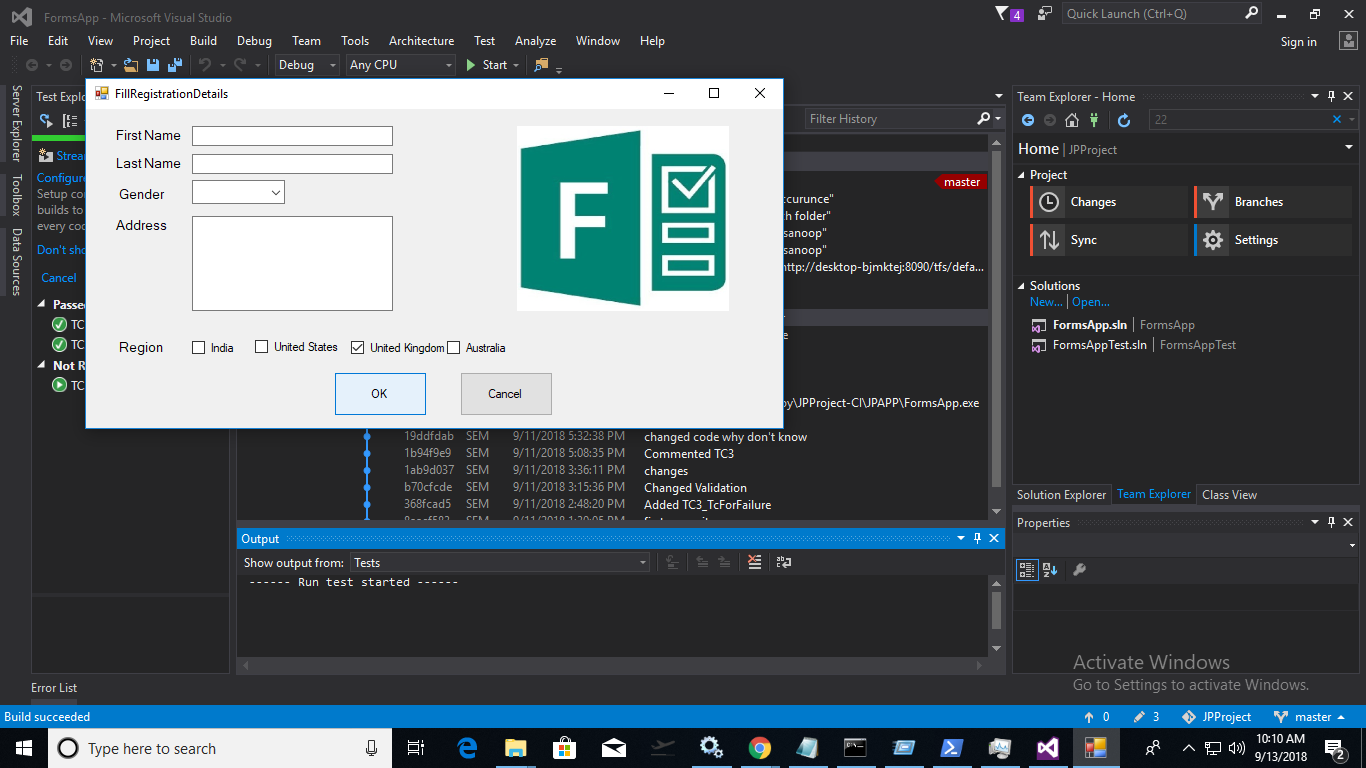 FormsApp - Microsoft Visual Studio
4
Quick Launch (Ctrl+Q)
File Edit View Project Build Debug Team Tools Architecture Test Analyze Window Help
Sign in
Debug Any CPU Start
Server Explorer
Toolbox
Data Sources
Test Explo
Strea
Configure
Setup co
builds to
every co
Don't sho
Cancel
Passe
TC
TC
Not R
TC
FillRegistrationDetails
First Name
Last Name
Gender
Address
F
Region India United States United Kingdom Australia
OK Cancel
Filter History
master
ccurunce"
h folder"
sanoop"
sanoop"
http://desktop-bjmktej:8090/tfs/defa...
e
oy\JPProject-CI\JPAPP\FormsApp.exe
19ddfdab SEM 9/11/2018 5:32:38 PM changed code why don't know
1b94f9e9 SEM 9/11/2018 5:08:35 PM Commented TC3
1ab9d037 SEM 9/11/2018 3:36:11 PM changes
b70cfcde SEM 9/11/2018 3:15:36 PM Changed Validation
368fcad5 SEM 9/11/2018 2:48:20 PM Added TC3_TcForFailure
Output
Show output from: Tests
------ Run test started ------
Team Explorer - Home
22
Home | JPProject
Project
Changes Branches
Sync Settings
Solutions
New... | Open...
FormsApp.sln | FormsApp
FormsAppTest.sln | FormsAppTest
Solution Explorer Team Explorer Class View
Properties
Activate Windows
Go to Settings to activate Windows.
Error List
Build succeeded
0 3 JPProject master
Type here to search
10:10 AM
9/13/2018
2